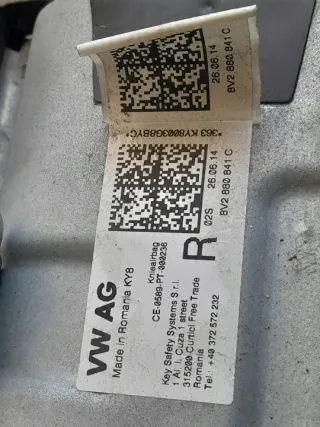 26.06.14
8V2 880 841 C
*363 KY8003G8BYC*
R
02S
26.06.14
8V2 880 841 C
VW AG
Made in Romania KY8
Knieairbag
CE-0589-PT-000236
Key Safety Systems S.r.l.
1 Al. I. Cuza 1 street
315200 Curtici Free Trade
Romania
Tel.: +40 372 572 232